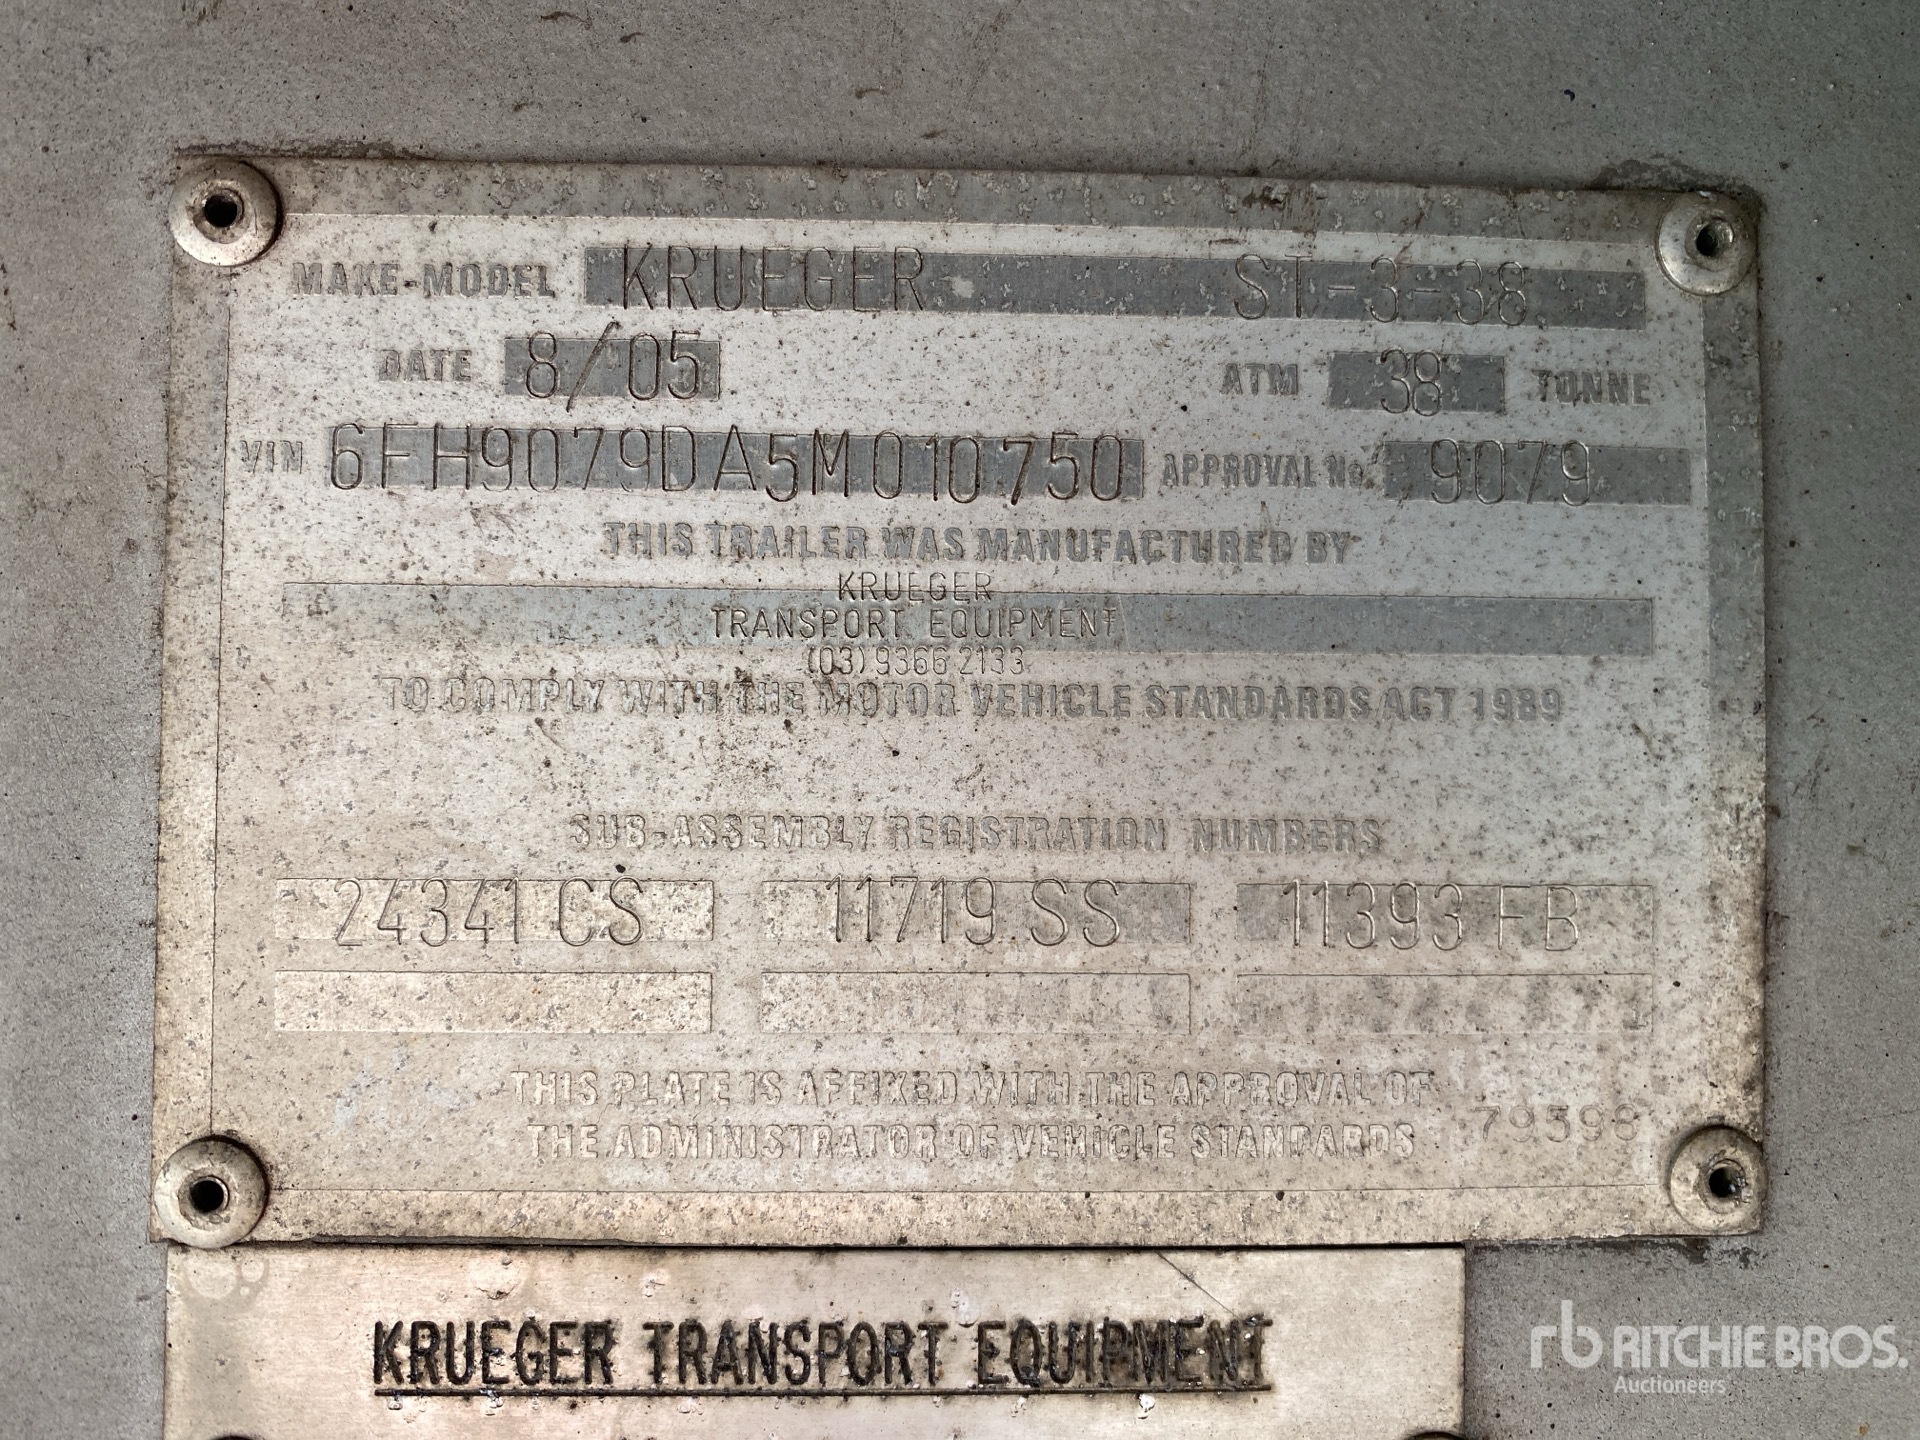 MAKE-MODEL KRUEGER ST-3-38
DATE 8/05 ATM 38 TONNE
VIN 6FH9079DA5M010750 APPROVAL No. 9079
THIS TRAILER WAS MANUFACTURED BY
KRUEGER
TRANSPORT EQUIPMENT
(03) 9366 2133
TO COMPLY WITH THE MOTOR VEHICLE STANDARDS ACT 1989
SUB-ASSEMBLY REGISTRATION NUMBERS
24341 CS 11719 SS 11393 FB
THIS PLATE IS AFFIXED WITH THE APPROVAL OF
THE ADMINISTRATOR OF VEHICLE STANDARDS 79598
KRUEGER TRANSPORT EQUIPMENT
rb RITCHIE BROS.
Auctioneers